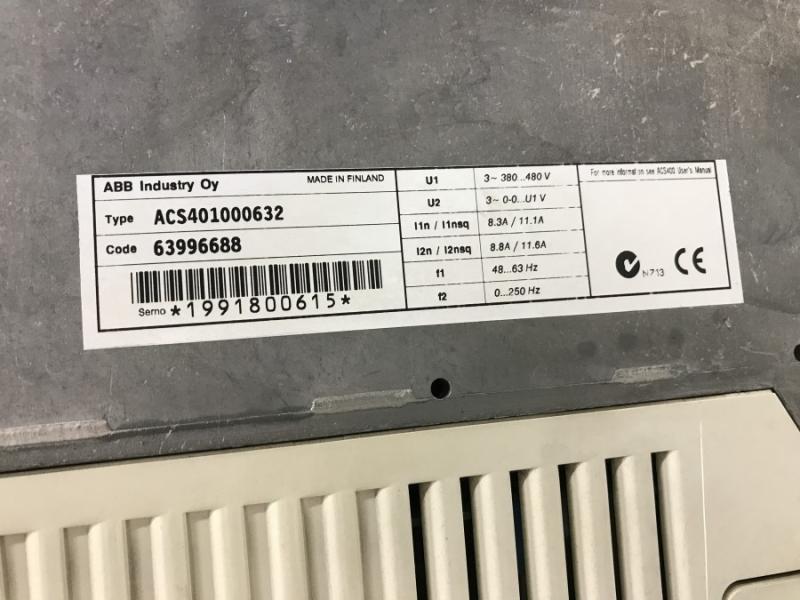 ABB Industry Oy MADE IN FINLAND
Type ACS401000632
Code 63996688
Serno *1991800615*
U1 3~ 380...480 V
U2 3~ 0-0...U1 V
I1n / I1nsq 8.3A / 11.1A
I2n / I2nsq 8.8A / 11.6A
f1 48...63 Hz
f2 0...250 Hz
For more information see ACS400 User's Manual
N713 CE